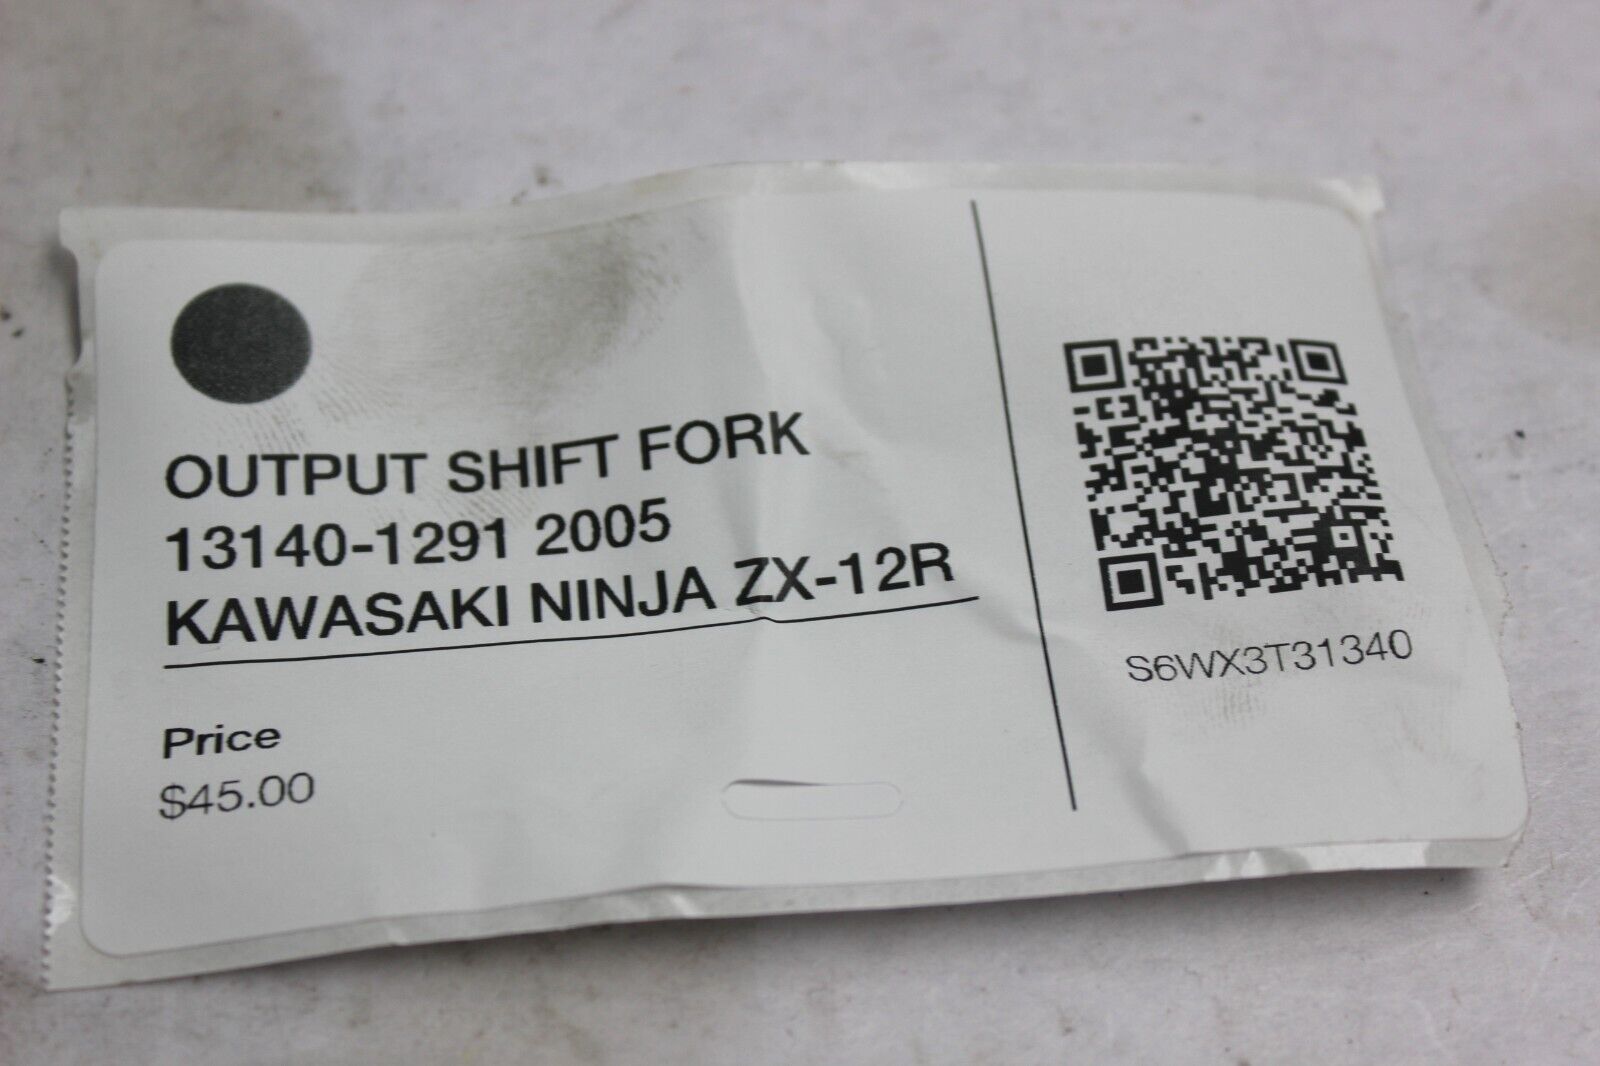 OUTPUT SHIFT FORK
13140-1291 2005
KAWASAKI NINJA ZX-12R
Price
$45.00
S6WX3T31340